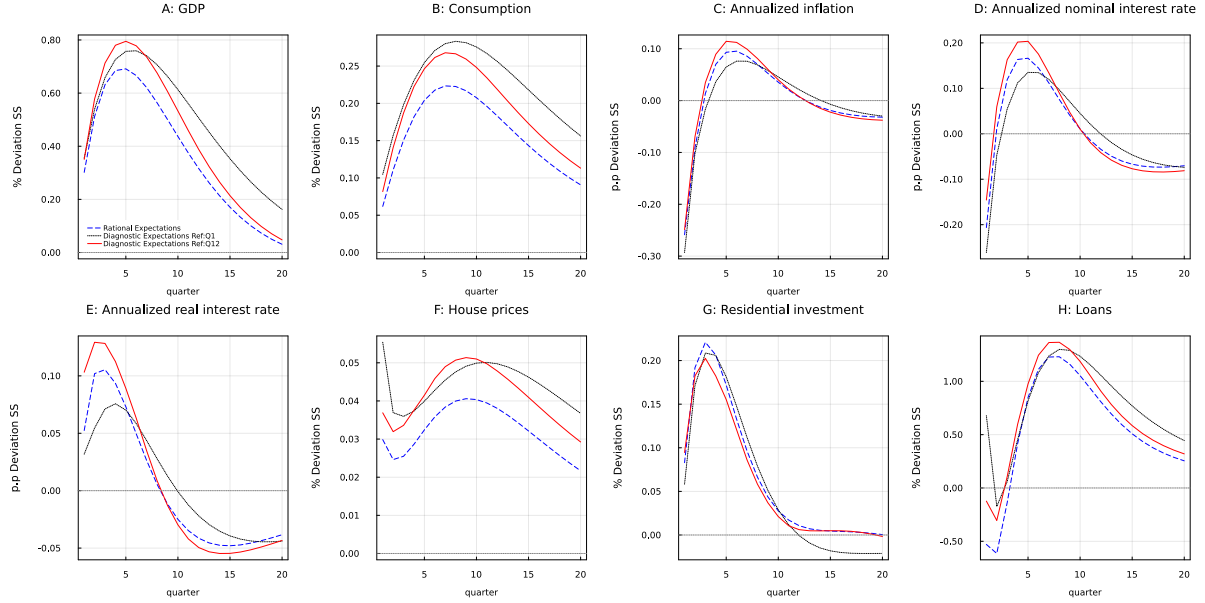 A: GDP
% Deviation SS
0.80
0.60
0.40
0.20
0.00
Rational Expectations
Diagnostic Expectations Ref:Q1
Diagnostic Expectations Ref:Q12
5 10 15 20
quarter
B: Consumption
% Deviation SS
0.25
0.20
0.15
0.10
0.05
0.00
5 10 15 20
quarter
C: Annualized inflation
p.p Deviation SS
0.10
0.00
-0.10
-0.20
-0.30
5 10 15 20
quarter
D: Annualized nominal interest rate
p.p Deviation SS
0.20
0.10
0.00
-0.10
-0.20
5 10 15 20
quarter
E: Annualized real interest rate
p.p Deviation SS
0.10
0.05
0.00
-0.05
5 10 15 20
quarter
F: House prices
% Deviation SS
0.05
0.04
0.03
0.02
0.01
0.00
5 10 15 20
quarter
G: Residential investment
% Deviation SS
0.20
0.15
0.10
0.05
0.00
5 10 15 20
quarter
H: Loans
% Deviation SS
1.00
0.50
0.00
-0.50
5 10 15 20
quarter